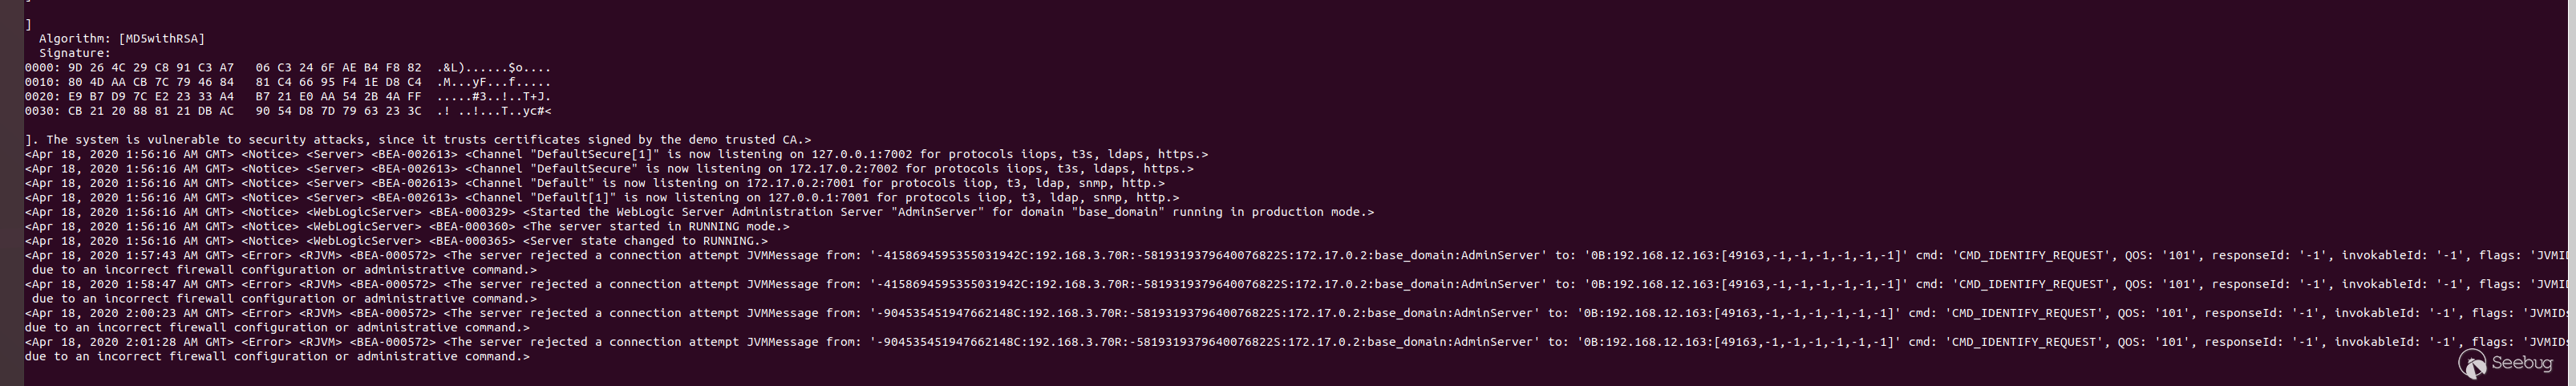 ]
Algorithm: [MD5withRSA]
Signature:
0000: 9D 26 4C 29 C8 91 C3 A7   06 C3 24 6F AE B4 F8 82  .&L)......$o....
0010: 80 4D AA CB 7C 79 46 84   81 C4 66 95 F4 1E D8 C4  .M...yF...f.....
0020: E9 B7 D9 7C E2 23 33 A4   B7 21 E0 AA 54 2B 4A FF  .....#3..!..T+J.
0030: CB 21 20 88 81 21 DB AC   90 54 D8 7D 79 63 23 3C  .! ..!...T..yc#<
]. The system is vulnerable to security attacks, since it trusts certificates signed by the demo trusted CA.>
<Apr 18, 2020 1:56:16 AM GMT> <Notice> <Server> <BEA-002613> <Channel "DefaultSecure[1]" is now listening on 127.0.0.1:7002 for protocols iiops, t3s, ldaps, https.>
<Apr 18, 2020 1:56:16 AM GMT> <Notice> <Server> <BEA-002613> <Channel "DefaultSecure" is now listening on 172.17.0.2:7002 for protocols iiops, t3s, ldaps, https.>
<Apr 18, 2020 1:56:16 AM GMT> <Notice> <Server> <BEA-002613> <Channel "Default" is now listening on 172.17.0.2:7001 for protocols iiop, t3, ldap, snmp, http.>
<Apr 18, 2020 1:56:16 AM GMT> <Notice> <Server> <BEA-002613> <Channel "Default[1]" is now listening on 127.0.0.1:7001 for protocols iiop, t3, ldap, snmp, http.>
<Apr 18, 2020 1:56:16 AM GMT> <Notice> <WebLogicServer> <BEA-000329> <Started the WebLogic Server Administration Server "AdminServer" for domain "base_domain" running in production mode.>
<Apr 18, 2020 1:56:16 AM GMT> <Notice> <WebLogicServer> <BEA-000360> <The server started in RUNNING mode.>
<Apr 18, 2020 1:56:16 AM GMT> <Notice> <WebLogicServer> <BEA-000365> <Server state changed to RUNNING.>
<Apr 18, 2020 1:57:43 AM GMT> <Error> <RJVM> <BEA-000572> <The server rejected a connection attempt JVMMessage from: '-4158694595355031942C:192.168.3.70R:-5819319379640076822S:172.17.0.2:base_domain:AdminServer' to: '0B:192.168.12.163:[49163,-1,-1,-1,-1,-1,-1]' cmd: 'CMD_IDENTIFY_REQUEST', QOS: '101', responseId: '-1', invokableId: '-1', flags: 'JVMID
due to an incorrect firewall configuration or administrative command.>
<Apr 18, 2020 1:58:47 AM GMT> <Error> <RJVM> <BEA-000572> <The server rejected a connection attempt JVMMessage from: '-4158694595355031942C:192.168.3.70R:-5819319379640076822S:172.17.0.2:base_domain:AdminServer' to: '0B:192.168.12.163:[49163,-1,-1,-1,-1,-1,-1]' cmd: 'CMD_IDENTIFY_REQUEST', QOS: '101', responseId: '-1', invokableId: '-1', flags: 'JVMID
due to an incorrect firewall configuration or administrative command.>
<Apr 18, 2020 2:00:23 AM GMT> <Error> <RJVM> <BEA-000572> <The server rejected a connection attempt JVMMessage from: '-904535451947662148C:192.168.3.70R:-5819319379640076822S:172.17.0.2:base_domain:AdminServer' to: '0B:192.168.12.163:[49163,-1,-1,-1,-1,-1,-1]' cmd: 'CMD_IDENTIFY_REQUEST', QOS: '101', responseId: '-1', invokableId: '-1', flags: 'JVMIDs
due to an incorrect firewall configuration or administrative command.>
<Apr 18, 2020 2:01:28 AM GMT> <Error> <RJVM> <BEA-000572> <The server rejected a connection attempt JVMMessage from: '-904535451947662148C:192.168.3.70R:-5819319379640076822S:172.17.0.2:base_domain:AdminServer' to: '0B:192.168.12.163:[49163,-1,-1,-1,-1,-1,-1]' cmd: 'CMD_IDENTIFY_REQUEST', QOS: '101', responseId: '-1', invokableId: '-1', flags: 'JVMIDs
due to an incorrect firewall configuration or administrative command.>
Seebug